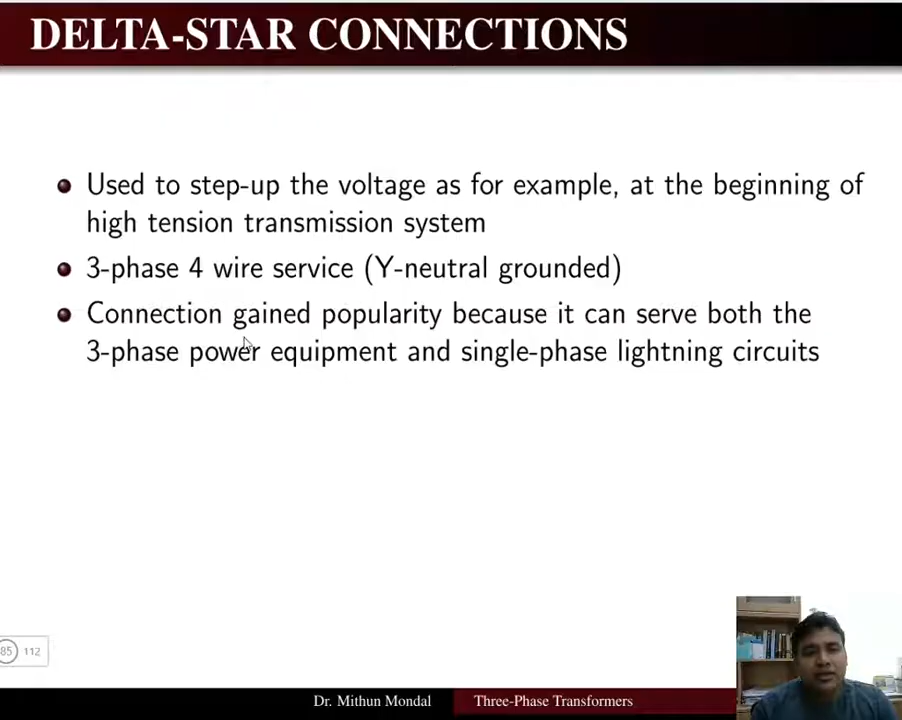 DELTA-STAR CONNECTIONS
Used to step-up the voltage as for example, at the beginning of
high tension transmission system
3-phase 4 wire service (Y-neutral grounded)
Connection gained popularity because it can serve both the
3-phase power equipment and single-phase lightning circuits
85 112
Dr. Mithun Mondal Three-Phase Transformers